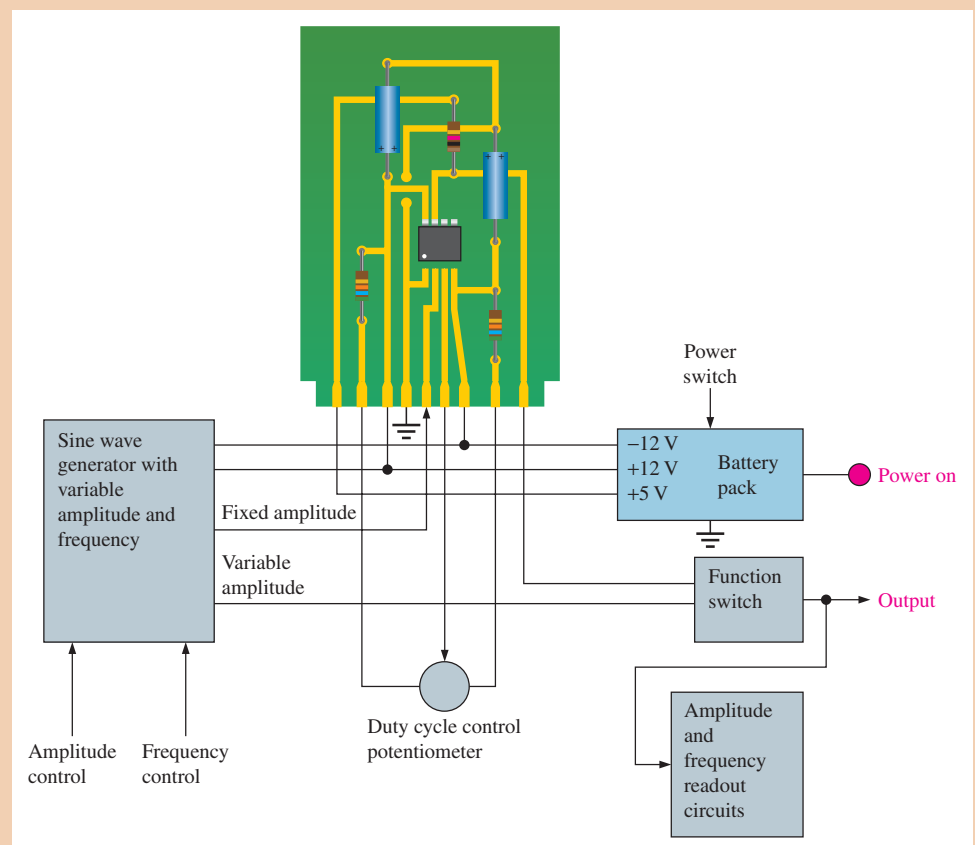 + +
+ +
Power
switch
Sine wave
generator with
variable
amplitude and
frequency
−12 V
+12 V
+5 V
Battery
pack
Power on
Fixed amplitude
Variable
amplitude
Function
switch
Output
Duty cycle control
potentiometer
Amplitude
control
Frequency
control
Amplitude
and
frequency
readout
circuits